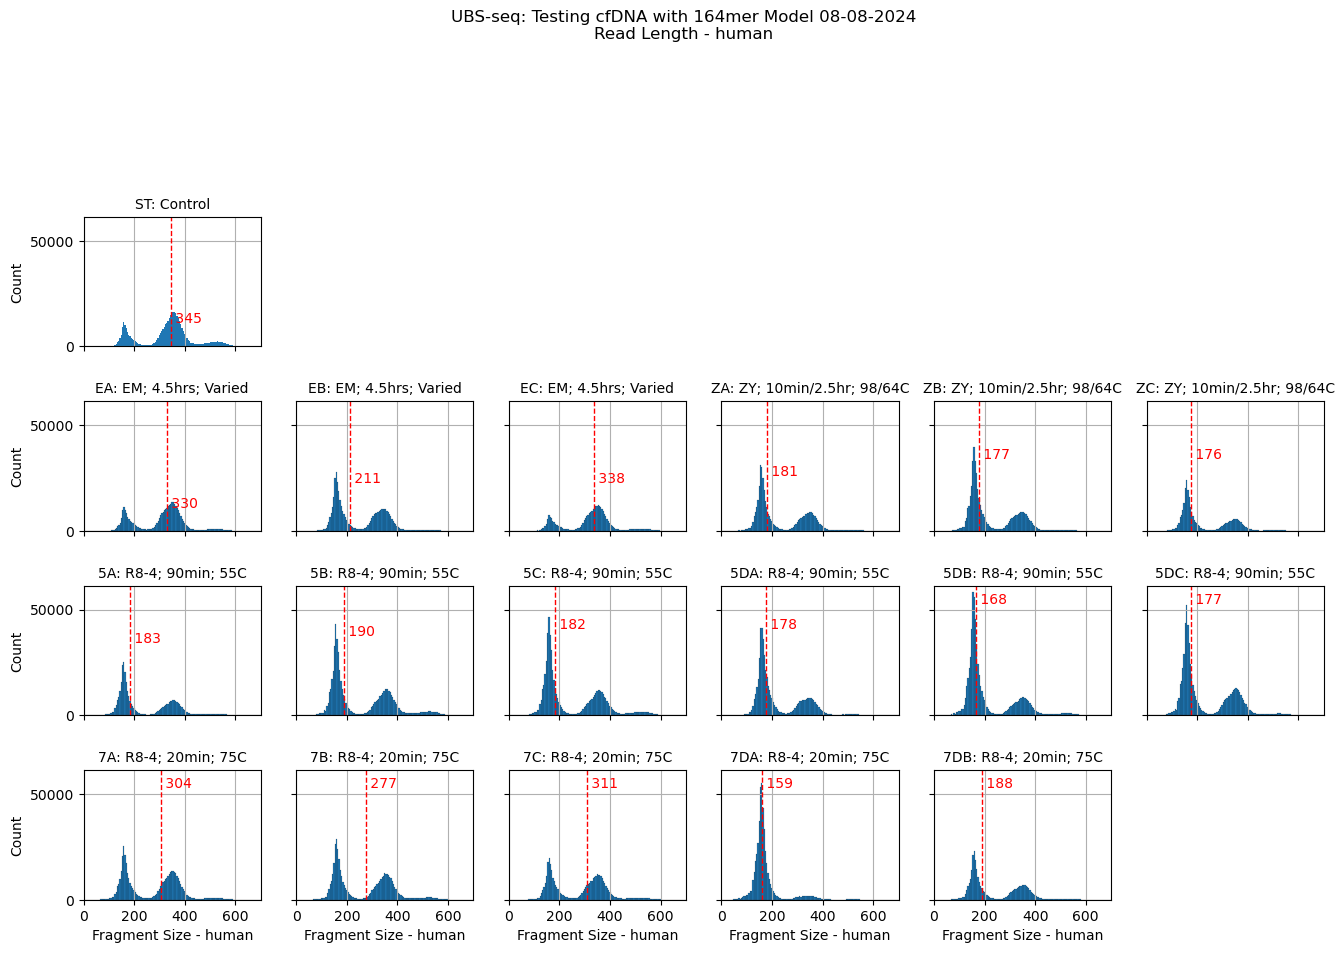 UBS-seq: Testing cfDNA with 164mer Model 08-08-2024
Read Length - human
ST: Control
50000
Count
345
0
EA: EM; 4.5hrs; Varied
EB: EM; 4.5hrs; Varied
EC: EM; 4.5hrs; Varied
ZA: ZY; 10min/2.5hr; 98/64C
ZB: ZY; 10min/2.5hr; 98/64C
ZC: ZY; 10min/2.5hr; 98/64C
50000
Count
330
211
338
181
177
176
0
5A: R8-4; 90min; 55C
5B: R8-4; 90min; 55C
5C: R8-4; 90min; 55C
5DA: R8-4; 90min; 55C
5DB: R8-4; 90min; 55C
5DC: R8-4; 90min; 55C
50000
Count
183
190
182
178
168
177
0
7A: R8-4; 20min; 75C
7B: R8-4; 20min; 75C
7C: R8-4; 20min; 75C
7DA: R8-4; 20min; 75C
7DB: R8-4; 20min; 75C
50000
Count
304
277
311
159
188
0
0 200 400 600
0 200 400 600
0 200 400 600
0 200 400 600
0 200 400 600
Fragment Size - human
Fragment Size - human
Fragment Size - human
Fragment Size - human
Fragment Size - human